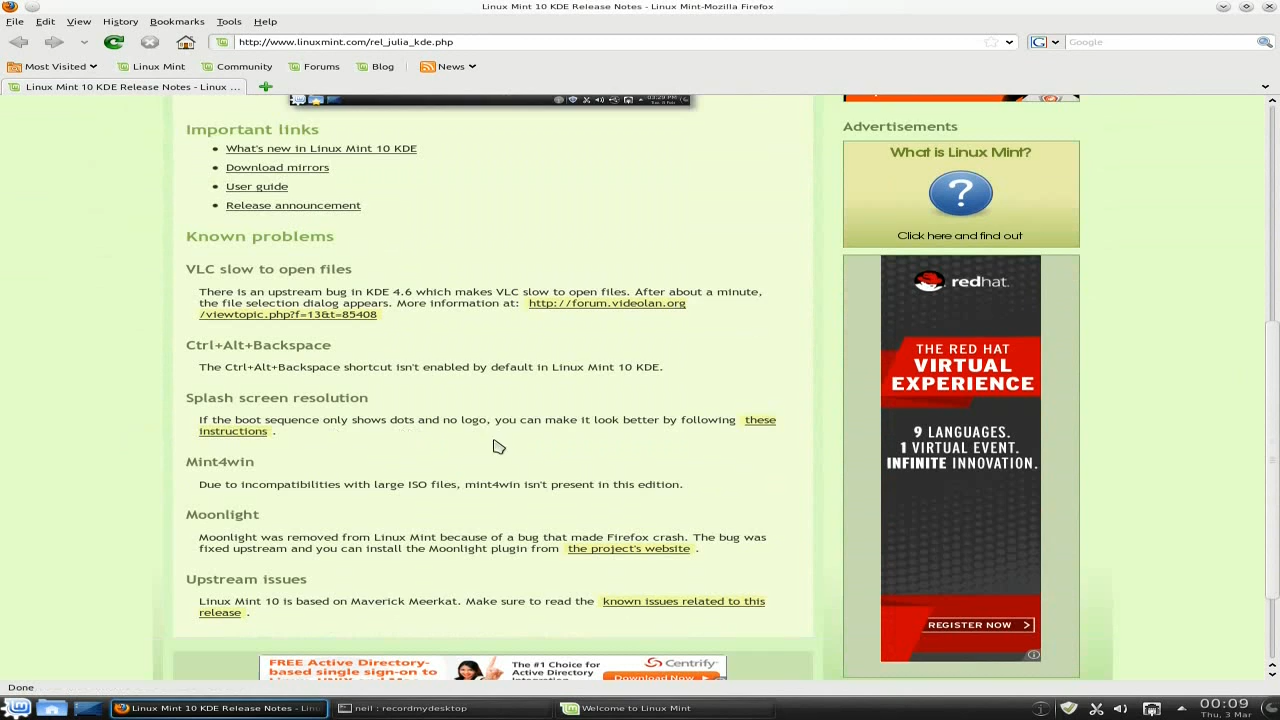 Linux Mint 10 KDE Release Notes - Linux Mint-Mozilla Firefox
File Edit View History Bookmarks Tools Help
http://www.linuxmint.com/rel_julia_kde.php
Google
Most Visited Linux Mint Community Forums Blog News
Linux Mint 10 KDE Release Notes - Linux ...
03:29 PM
Important links
What's new in Linux Mint 10 KDE
Download mirrors
User guide
Release announcement
Known problems
VLC slow to open files
There is an upstream bug in KDE 4.6 which makes VLC slow to open files. After about a minute,
the file selection dialog appears. More information at: http://forum.videolan.org
/viewtopic.php?f=13&t=85408
Ctrl+Alt+Backspace
The Ctrl+Alt+Backspace shortcut isn't enabled by default in Linux Mint 10 KDE.
Splash screen resolution
If the boot sequence only shows dots and no logo, you can make it look better by following these
instructions .
Mint4win
Due to incompatibilities with large ISO files, mint4win isn't present in this edition.
Moonlight
Moonlight was removed from Linux Mint because of a bug that made Firefox crash. The bug was
fixed upstream and you can install the Moonlight plugin from the project's website .
Upstream issues
Linux Mint 10 is based on Maverick Meerkat. Make sure to read the known issues related to this
release .
FREE Active Directory-
based single sign-on to
The #1 Choice for
Active Directory
Centrify
Download Now
Advertisements
What is Linux Mint?
?
Click here and find out
redhat.
THE RED HAT
VIRTUAL
EXPERIENCE
9 LANGUAGES.
1 VIRTUAL EVENT.
INFINITE INNOVATION.
REGISTER NOW
Done
Linux Mint 10 KDE Release Notes - Linu
neil : recordmydesktop
Welcome to Linux Mint
00:09
Thu, 3 Mar